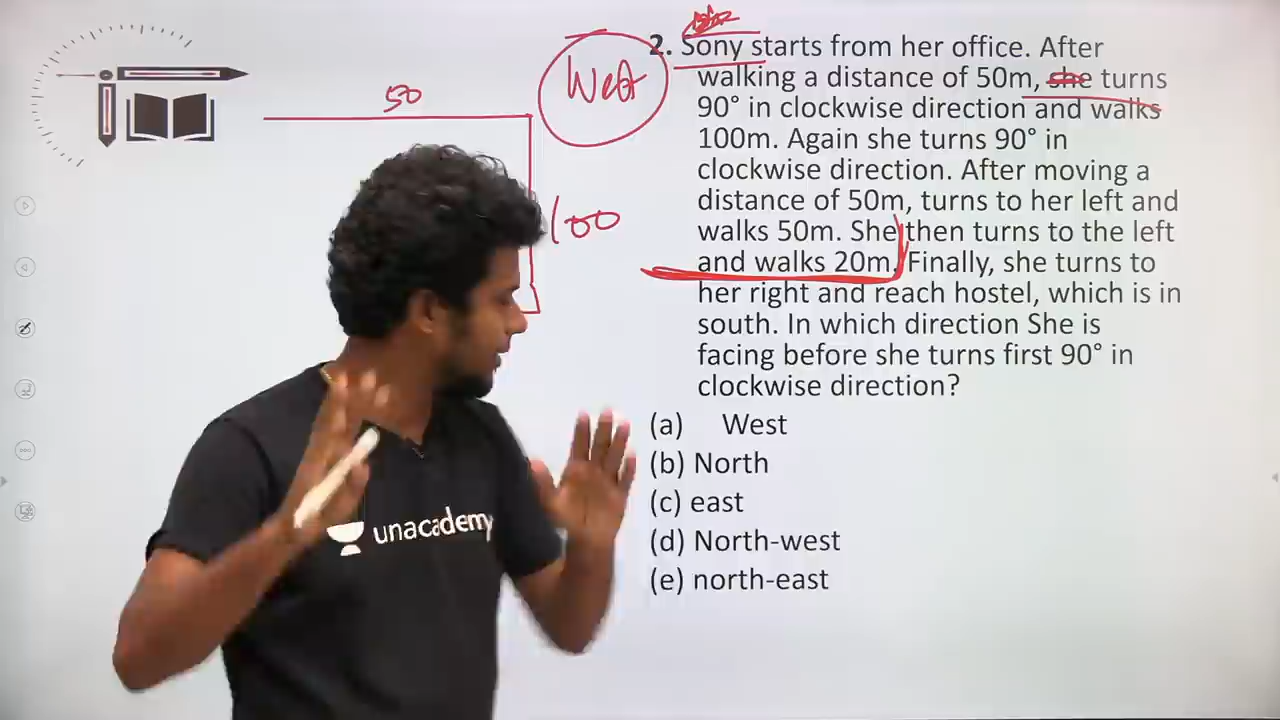 50
West
100
2. Sony starts from her office. After
walking a distance of 50m, she turns
90° in clockwise direction and walks
100m. Again she turns 90° in
clockwise direction. After moving a
distance of 50m, turns to her left and
walks 50m. She then turns to the left
and walks 20m. Finally, she turns to
her right and reach hostel, which is in
south. In which direction She is
facing before she turns first 90° in
clockwise direction?
(a) West
(b) North
(c) east
(d) North-west
(e) north-east
unacademy